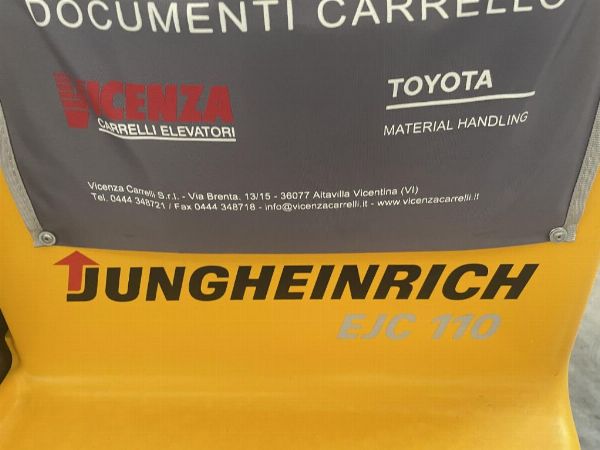 DOCUMENTI CARRELLO
VICENZA
CARRELLI ELEVATORI
TOYOTA
MATERIAL HANDLING
Vicenza Carrelli S.r.l. - Via Brenta, 13/15 - 36077 Altavilla Vicentina (VI)
Tel. 0444 348721 / Fax 0444 348718 - info@vicenzacarrelli.it - www.vicenzacarrelli.it
JUNGHEINRICH
EJC 110